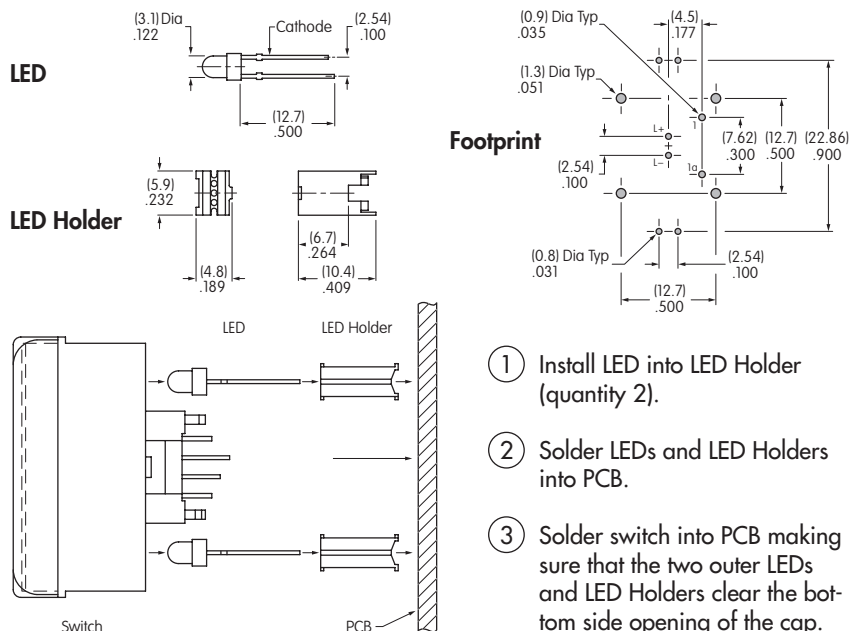 (3.1) Dia
.122
Cathode
(2.54)
.100
LED
(12.7)
.500
(5.9)
.232
LED Holder
(4.8)
.189
(6.7)
.264
(10.4)
.409
(0.9) Dia Typ
.035
(4.5)
.177
(1.3) Dia Typ
.051
Footprint
L+
L–
1
1a
(2.54)
.100
(7.62)
.300
(12.7)
.500
(22.86)
.900
(0.8) Dia Typ
.031
(2.54)
.100
(12.7)
.500
LED
LED Holder
Switch
PCB
1 Install LED into LED Holder
(quantity 2).
2 Solder LEDs and LED Holders
into PCB.
3 Solder switch into PCB making
sure that the two outer LEDs
and LED Holders clear the bot-
tom side opening of the cap.